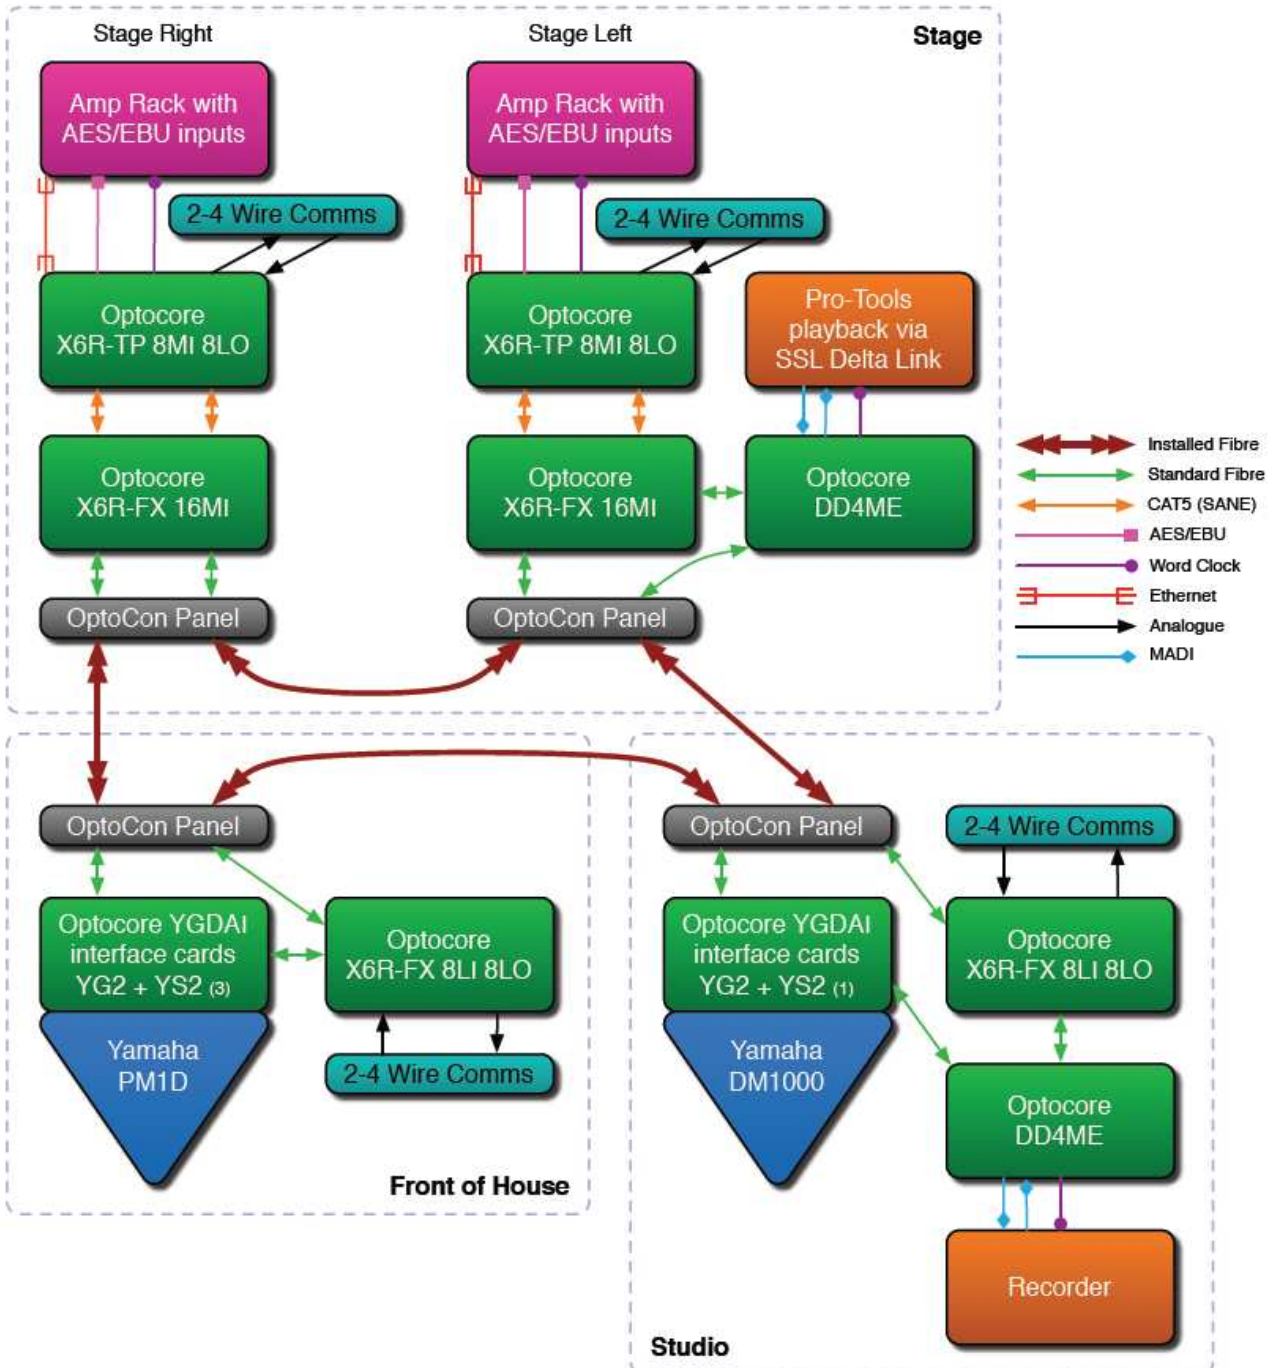 Stage Right
Stage Left
Stage
Amp Rack with
AES/EBU inputs
Amp Rack with
AES/EBU inputs
2-4 Wire Comms
2-4 Wire Comms
Optocore
X6R-TP 8MI 8LO
Optocore
X6R-TP 8MI 8LO
Pro-Tools
playback via
SSL Delta Link
Optocore
X6R-FX 16MI
Optocore
X6R-FX 16MI
Optocore
DD4ME
OptoCon Panel
OptoCon Panel
Installed Fibre
Standard Fibre
CAT5 (SANE)
AES/EBU
Word Clock
Ethernet
Analogue
MADI
OptoCon Panel
Optocore YGDAI
interface cards
YG2 + YS2 (3)
Optocore
X6R-FX 8LI 8LO
Yamaha
PM1D
2-4 Wire Comms
Front of House
OptoCon Panel
2-4 Wire Comms
Optocore YGDAI
interface cards
YG2 + YS2 (1)
Optocore
X6R-FX 8LI 8LO
Yamaha
DM1000
Optocore
DD4ME
Recorder
Studio